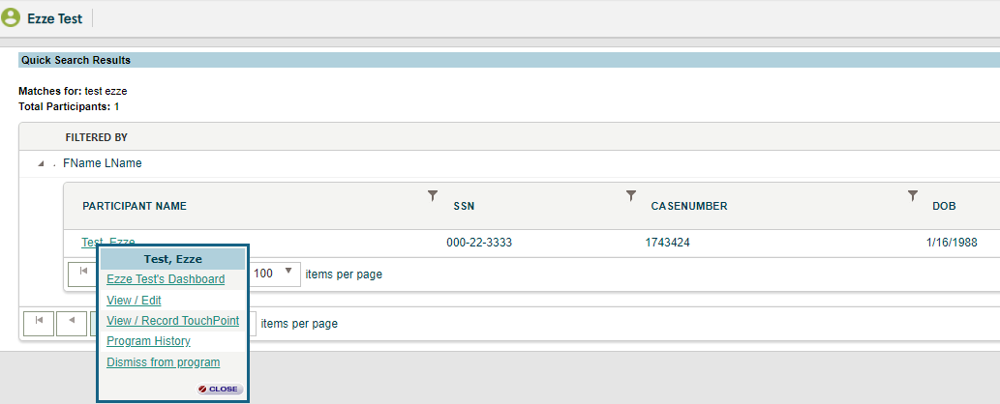 Ezze Test
Quick Search Results
Matches for: test ezze
Total Participants: 1
FILTERED BY
FName LName
PARTICIPANT NAME SSN CASENUMBER DOB
Test, Ezze 000-22-3333 1743424 1/16/1988
Test, Ezze
Ezze Test's Dashboard
View / Edit
View / Record TouchPoint
Program History
Dismiss from program
CLOSE
100 items per page
items per page